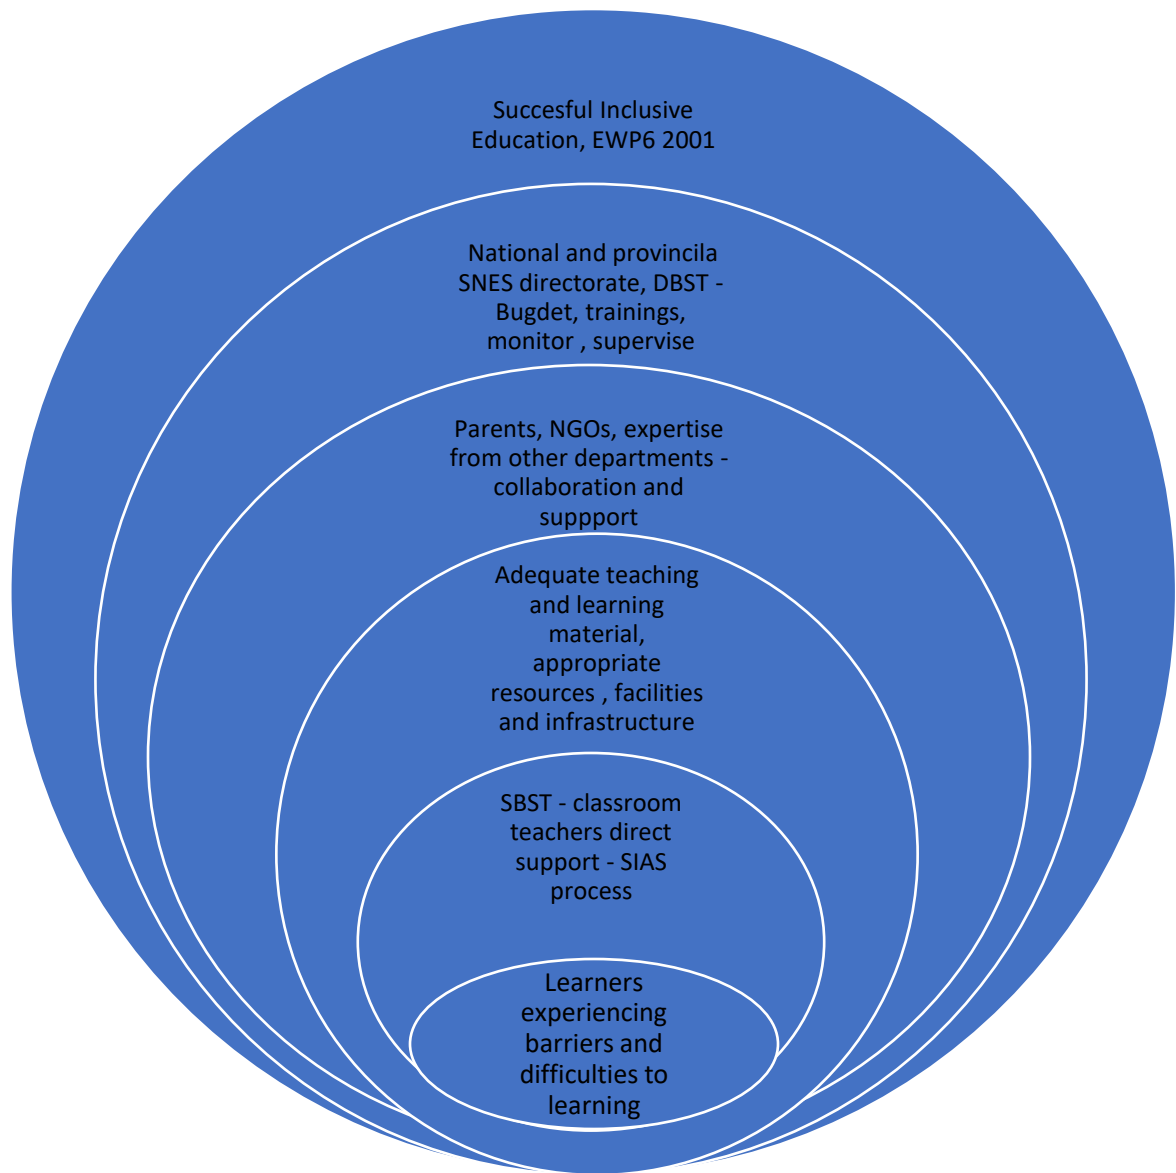 Succesful Inclusive
Education, EWP6 2001
National and provincila
SNES directorate, DBST -
Bugdet, trainings,
monitor , supervise
Parents, NGOs, expertise
from other departments -
collaboration and
suppport
Adequate teaching
and learning
material,
appropriate
resources , facilities
and infrastructure
SBST - classroom
teachers direct
support - SIAS
process
Learners
experiencing
barriers and
difficulties to
learning